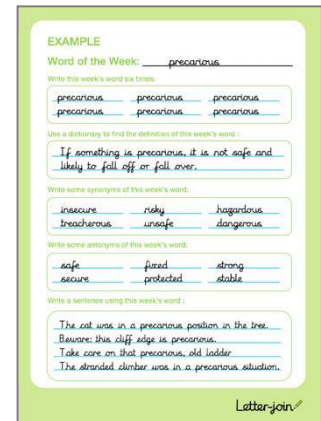 EXAMPLE
Word of the Week: precarious
Write this week's word six times:
precarious precarious precarious
precarious precarious precarious
Use a dictionary to find the definition of this week's word :
If something is precarious, it is not safe and
likely to fall off or fall over.
Write some synonyms of this week's word:
insecure risky hazardous
treacherous unsafe dangerous
Write some antonyms of this week's word:
safe fixed strong
secure protected stable
Write a sentence using this week's word :
The cat was in a precarious position in the tree.
Beware: this cliff edge is precarious.
Take care on that precarious, old ladder
The stranded climber was in a precarious situation.
Letter-join